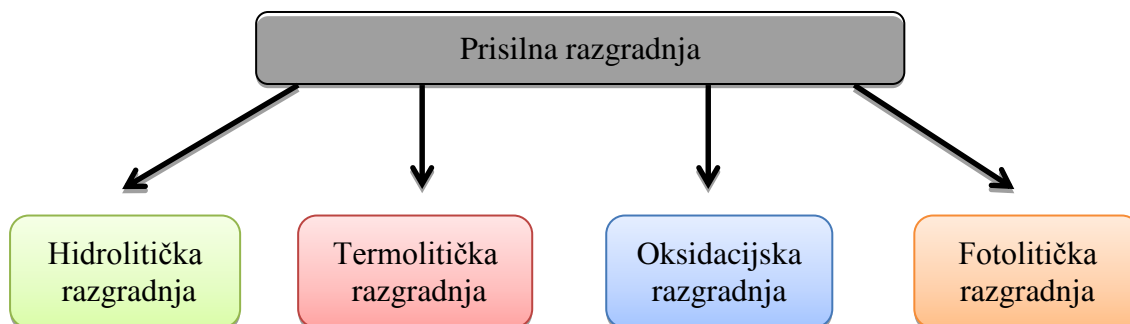 Prisilna razgradnja
Hidrolitička
razgradnja
Termolitička
razgradnja
Oksidacijska
razgradnja
Fotolitička
razgradnja